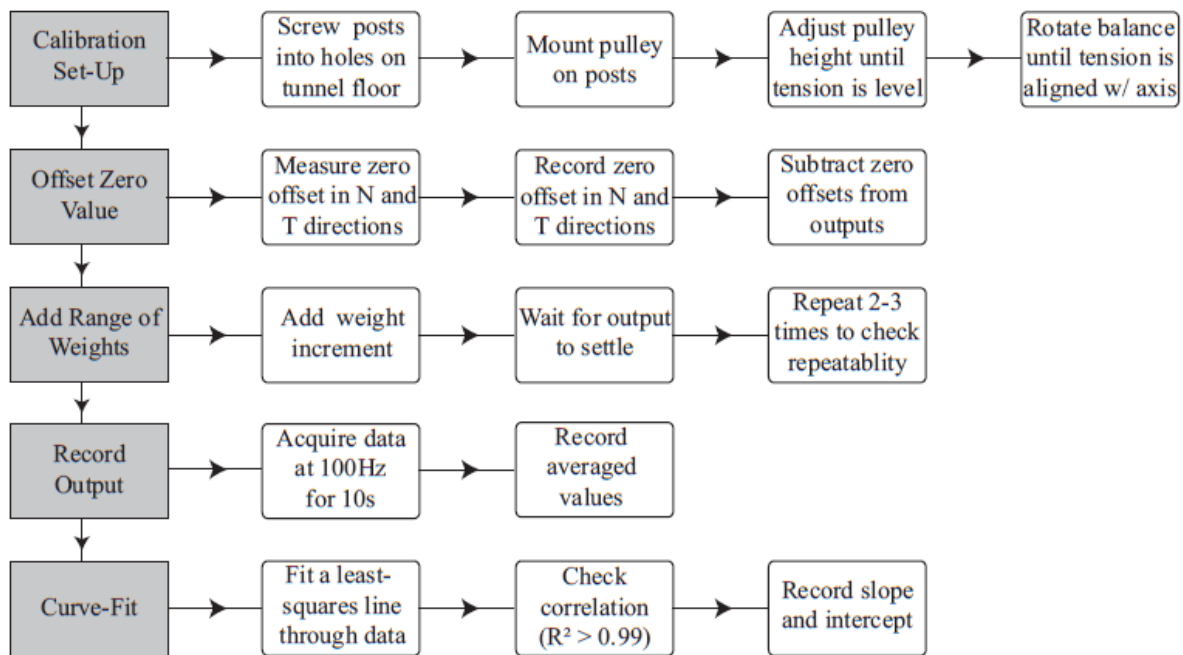 Calibration
Set-Up
Screw posts
into holes on
tunnel floor
Mount pulley
on posts
Adjust pulley
height until
tension is level
Rotate balance
until tension is
aligned w/ axis
Offset Zero
Value
Measure zero
offset in N and
T directions
Record zero
offset in N and
T directions
Subtract zero
offsets from
outputs
Add Range of
Weights
Add weight
increment
Wait for output
to settle
Repeat 2-3
times to check
repeatablity
Record
Output
Acquire data
at 100Hz
for 10s
Record
averaged
values
Curve-Fit
Fit a least-
squares line
through data
Check
correlation
(R² > 0.99)
Record slope
and intercept